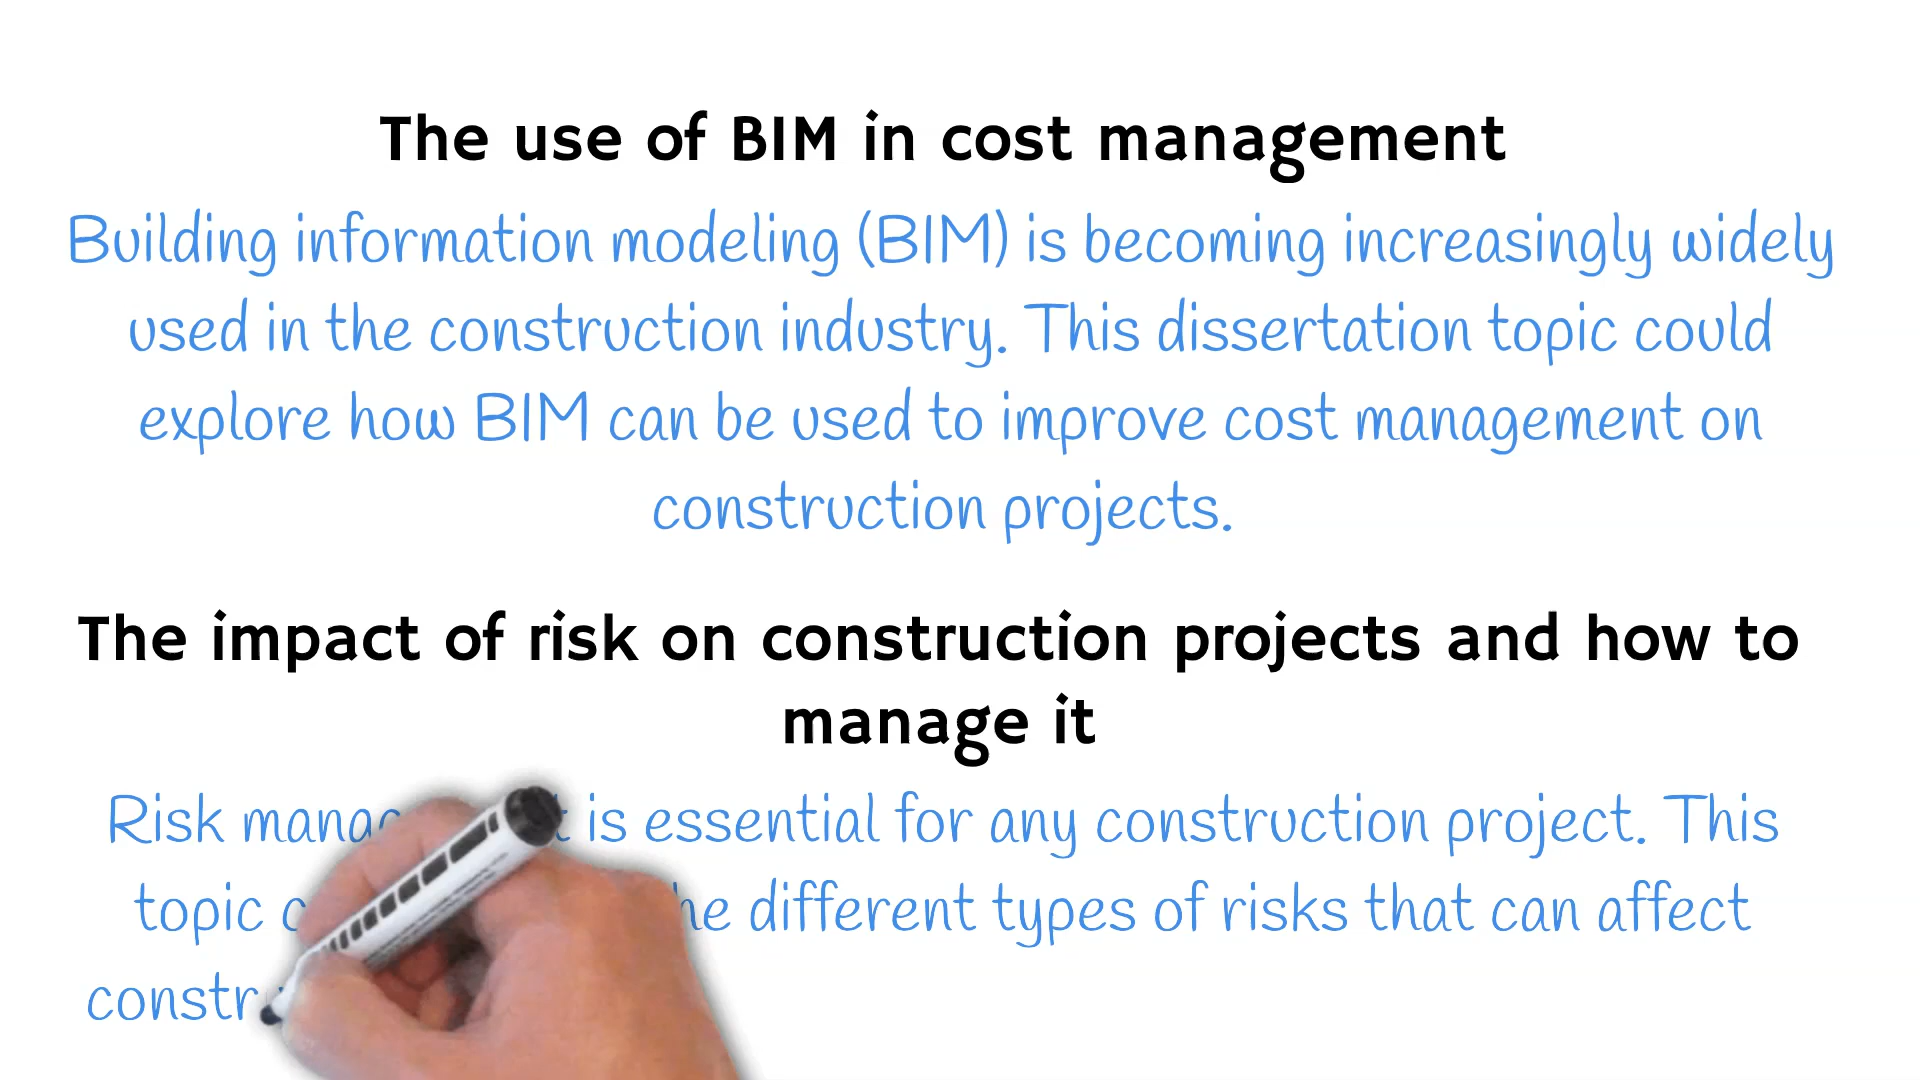 The use of BIM in cost management
Building information modeling (BIM) is becoming increasingly widely
used in the construction industry. This dissertation topic could
explore how BIM can be used to improve cost management on
construction projects.
The impact of risk on construction projects and how to
manage it
Risk is essential for any construction project. This
topic different types of risks that can affect
constr